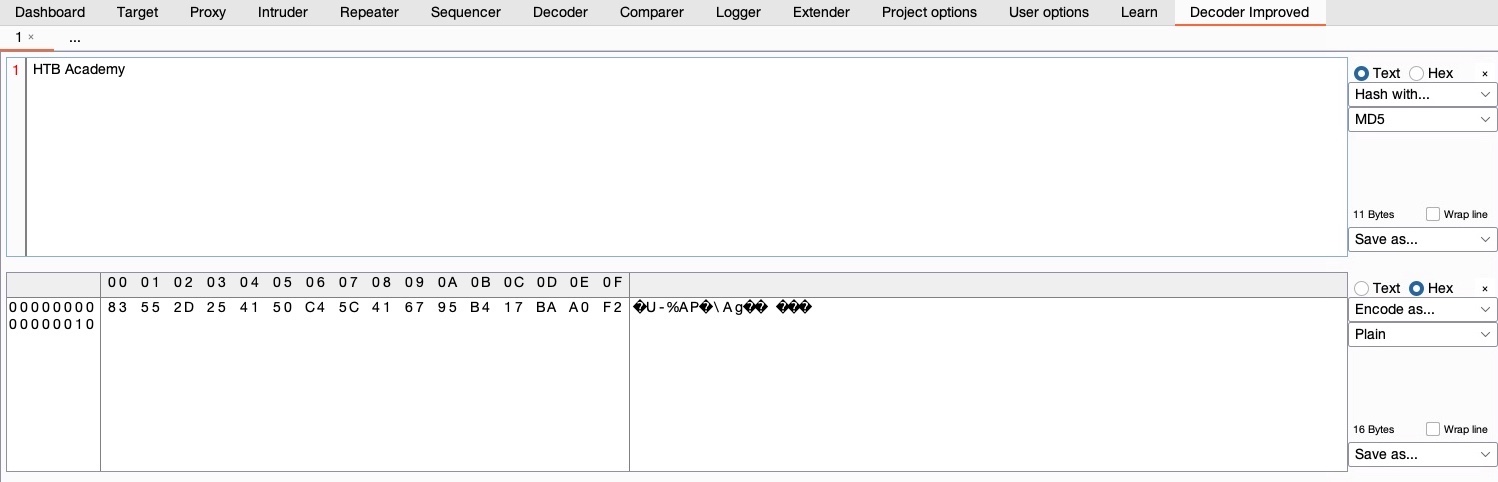 Dashboard Target Proxy Intruder Repeater Sequencer Decoder Comparer Logger Extender Project options User options Learn Decoder Improved
1 × ...
1 HTB Academy
Text Hex ×
Hash with...
MD5
11 Bytes Wrap line
Save as...
00 01 02 03 04 05 06 07 08 09 0A 0B 0C 0D 0E 0F
00000000 83 55 2D 25 41 50 C4 5C 41 67 95 B4 17 BA A0 F2 �U-%AP�\Ag�� ���
00000010
Text Hex ×
Encode as...
Plain
16 Bytes Wrap line
Save as...